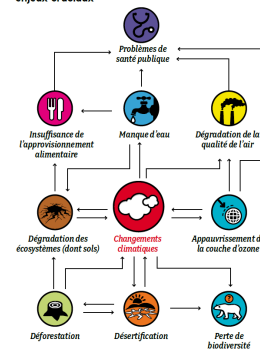 Problèmes de
santé publique
Insuffisance de
l'approvisionnement
alimentaire
Manque d'eau
Dégradation de la
qualité de l'air
Dégradation des
écosystèmes (dont sols)
Changements
climatiques
Appauvrissement d
la couche d'ozone
Déforestation
Désertification
Perte de
biodiversité